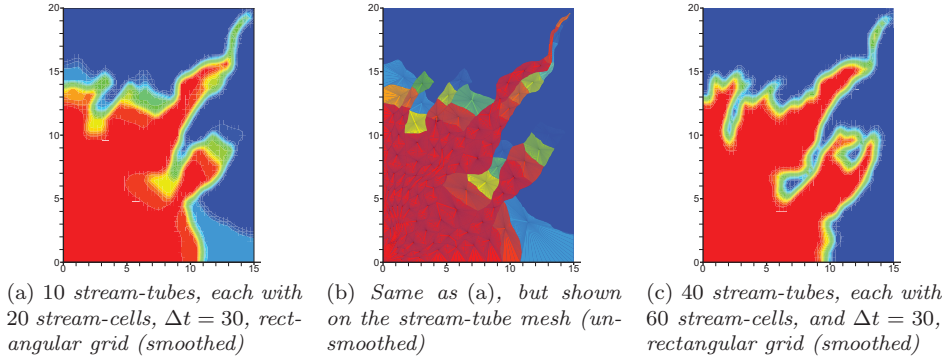 20
15
10
5
0
0 5 10 15
20
15
10
5
0
0 5 10 15
20
15
10
5
0
0 5 10 15
(a) 10 stream-tubes, each with
20 stream-cells, Δt = 30, rect-
angular grid (smoothed)
(b) Same as (a), but shown
on the stream-tube mesh (un-
smoothed)
(c) 40 stream-tubes, each with
60 stream-cells, and Δt = 30,
rectangular grid (smoothed)